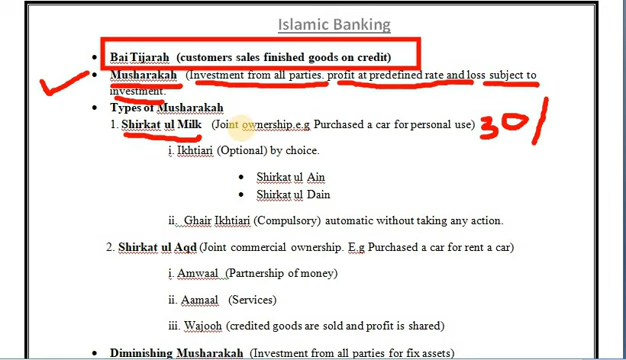 Islamic Banking
Bai Tijarah (customers sales finished goods on credit)
Musharakah (Investment from all parties, profit at predefined rate and loss subject to
investment.
Types of Musharakah
1. Shirkat ul Milk (Joint ownership.e.g Purchased a car for personal use) 30%
i. Ikhtiari (Optional) by choice.
Shirkat ul Ain
Shirkat ul Dain
ii. Ghair Ikhtiari (Compulsory) automatic without taking any action.
2. Shirkat ul Aqd (Joint commercial ownership. E.g Purchased a car for rent a car)
i. Amwaal (Partnership of money)
ii. Aamaal (Services)
iii. Wajooh (credited goods are sold and profit is shared)
Diminishing Musharakah (Investment from all parties for fix assets)